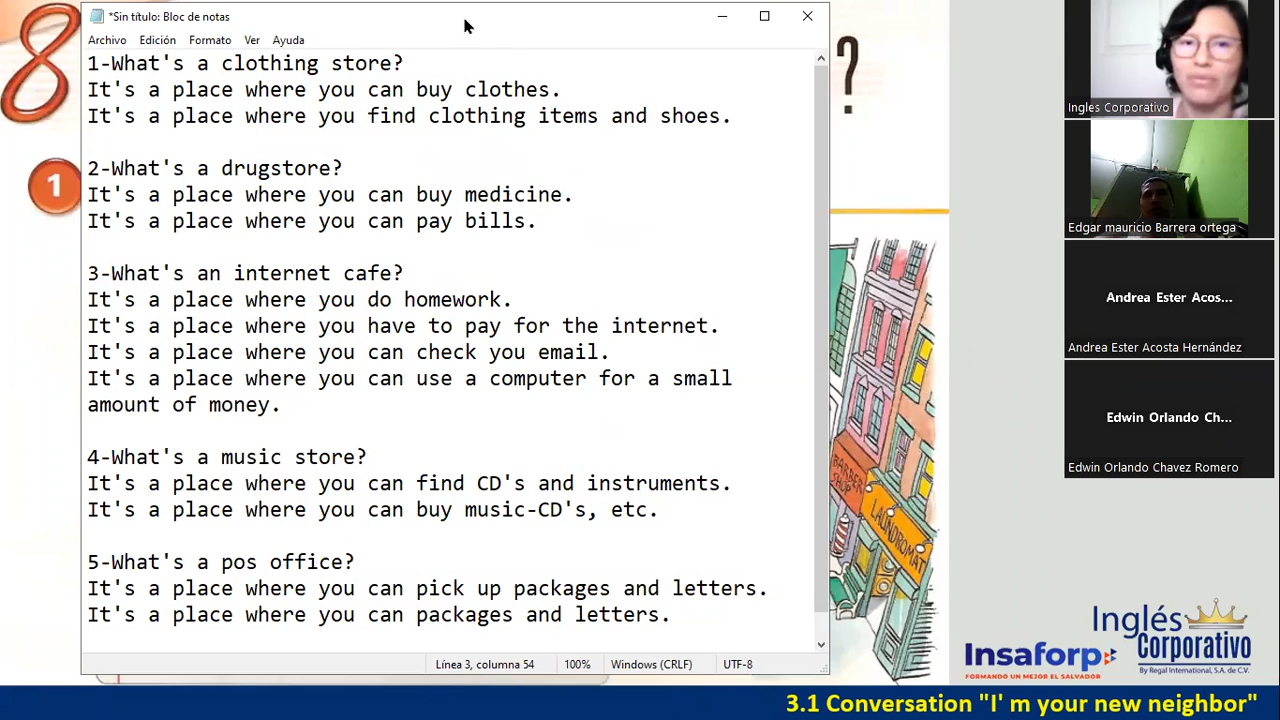 8
?
1
*Sin título: Bloc de notas
Archivo Edición Formato Ver Ayuda
1-What's a clothing store?
It's a place where you can buy clothes.
It's a place where you find clothing items and shoes.
2-What's a drugstore?
It's a place where you can buy medicine.
It's a place where you can pay bills.
3-What's an internet cafe?
It's a place where you do homework.
It's a place where you have to pay for the internet.
It's a place where you can check you email.
It's a place where you can use a computer for a small
amount of money.
4-What's a music store?
It's a place where you can find CD's and instruments.
It's a place where you can buy music-CD's, etc.
5-What's a pos office?
It's a place where you can pick up packages and letters.
It's a place where you can packages and letters.
Línea 3, columna 54 100% Windows (CRLF) UTF-8
BARBER
SHOP
LAUNDROMAT
Ingles Corporativo
Edgar mauricio Barrera ortega
Andrea Ester Acos...
Andrea Ester Acosta Hernández
Edwin Orlando Ch...
Edwin Orlando Chavez Romero
Insaforp
FORMANDO UN MEJOR EL SALVADOR
Inglés
Corporativo
By Regal International, S.A. de C.V.
3.1 Conversation "I' m your new neighbor"